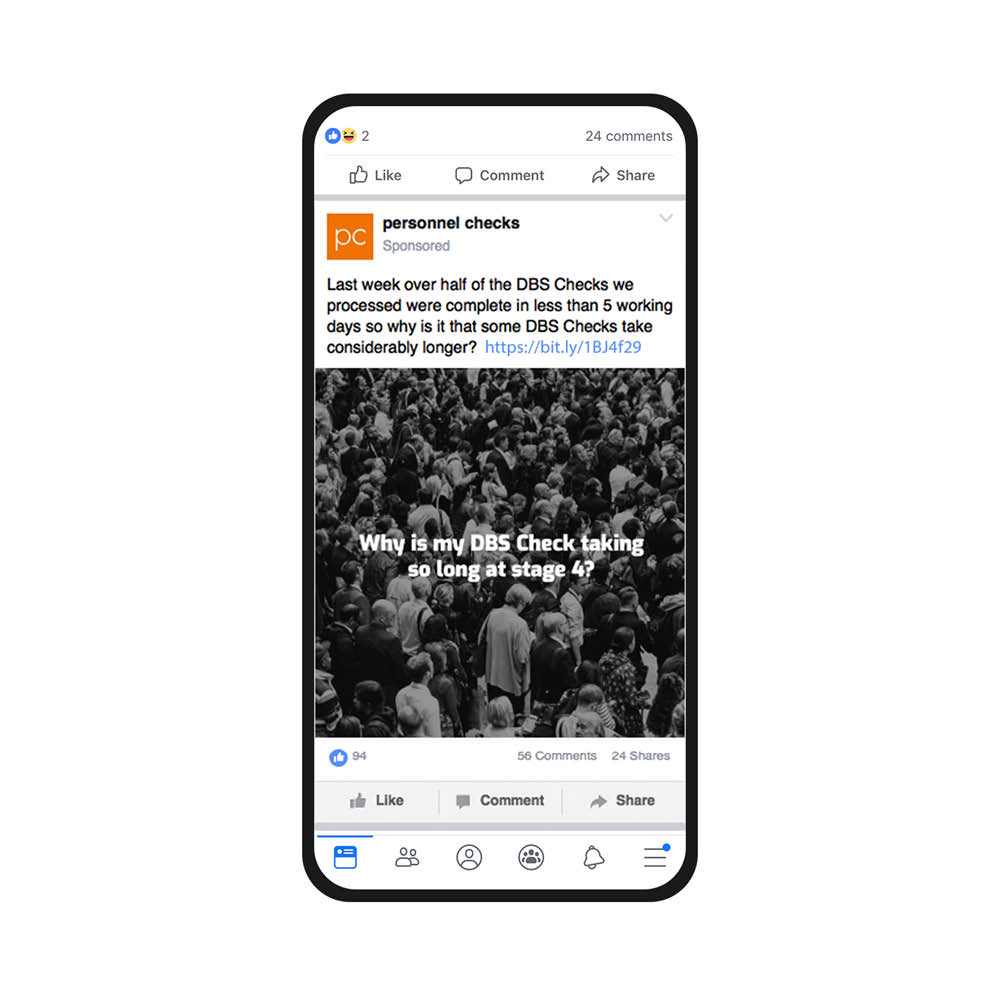 2 24 comments
Like Comment Share
pc personnel checks
Sponsored
Last week over half of the DBS Checks we
processed were complete in less than 5 working
days so why is it that some DBS Checks take
considerably longer? https://bit.ly/1BJ4f29
Why is my DBS Check taking
so long at stage 4?
94 56 Comments 24 Shares
Like Comment Share